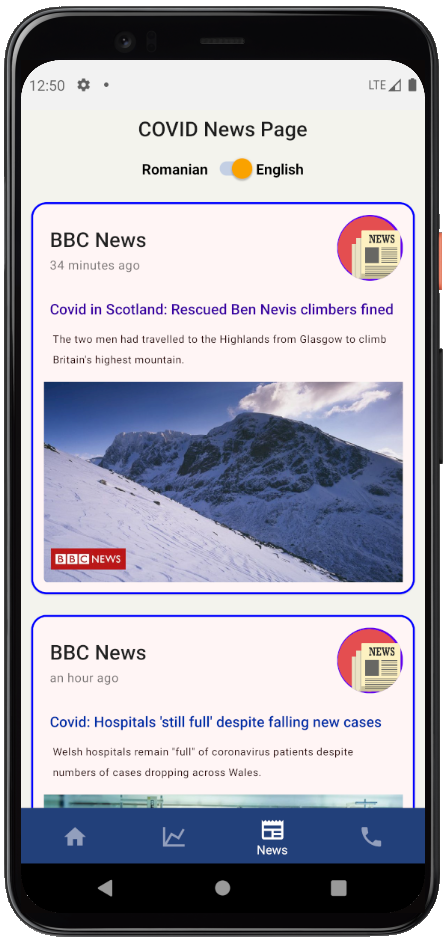 12:50
LTE
COVID News Page
Romanian English
BBC News
34 minutes ago
NEWS
Covid in Scotland: Rescued Ben Nevis climbers fined
The two men had travelled to the Highlands from Glasgow to climb
Britain's highest mountain.
BBC NEWS
BBC News
an hour ago
NEWS
Covid: Hospitals 'still full' despite falling new cases
Welsh hospitals remain "full" of coronavirus patients despite
numbers of cases dropping across Wales.
News